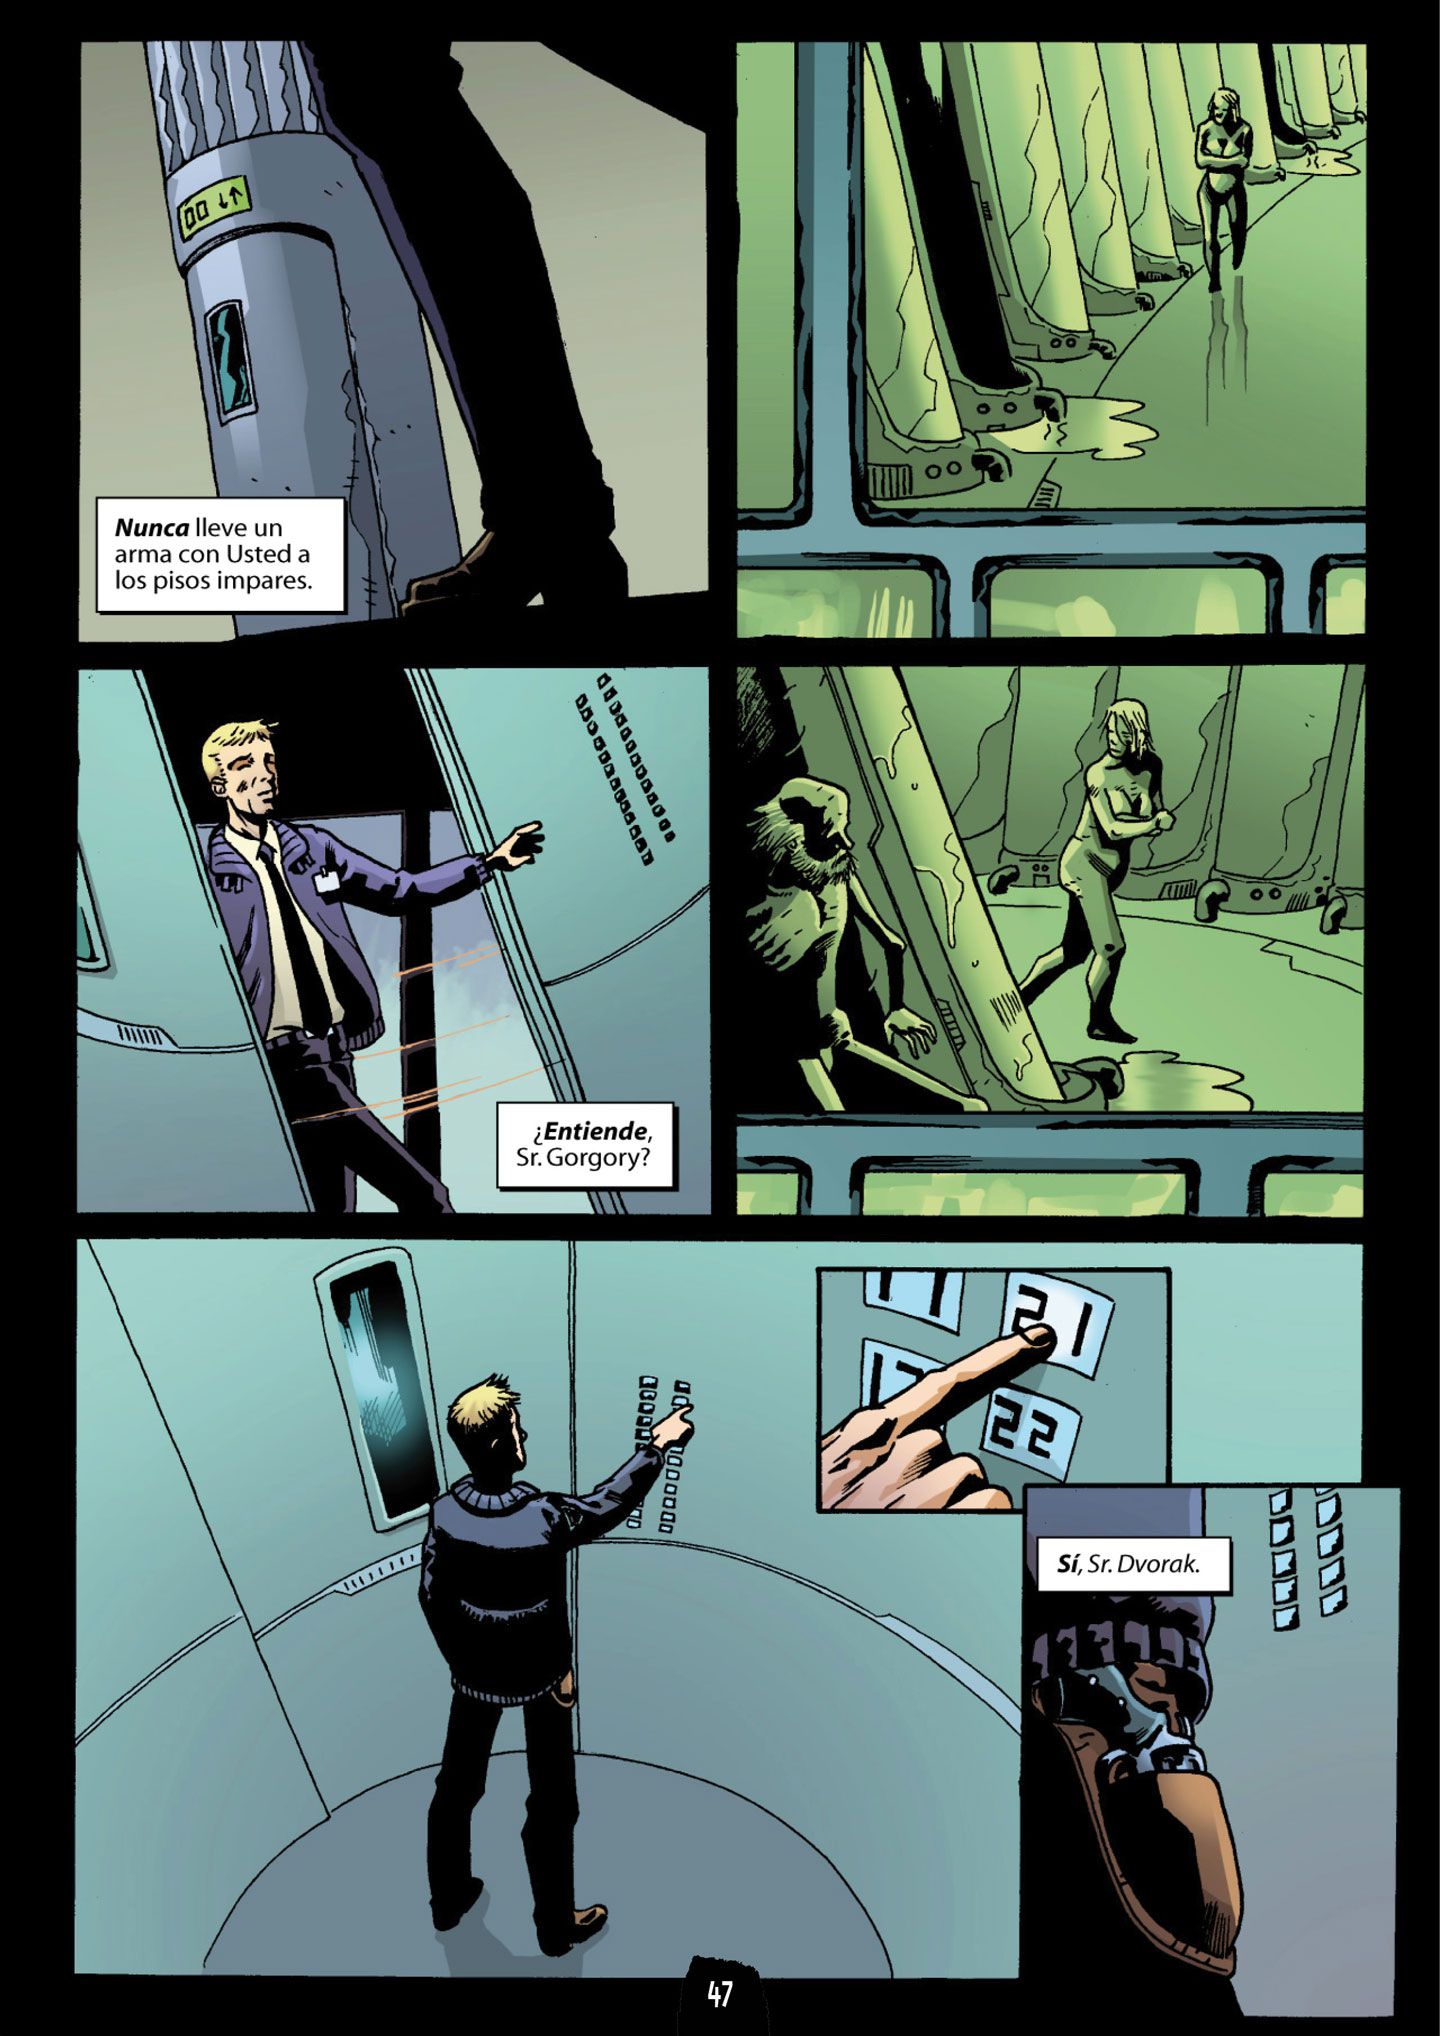 00 ↓↑
Nunca lleve un
arma con Usted a
los pisos impares.
¿Entiende,
Sr. Gorgory?
21
22
Sí, Sr. Dvorak.
47